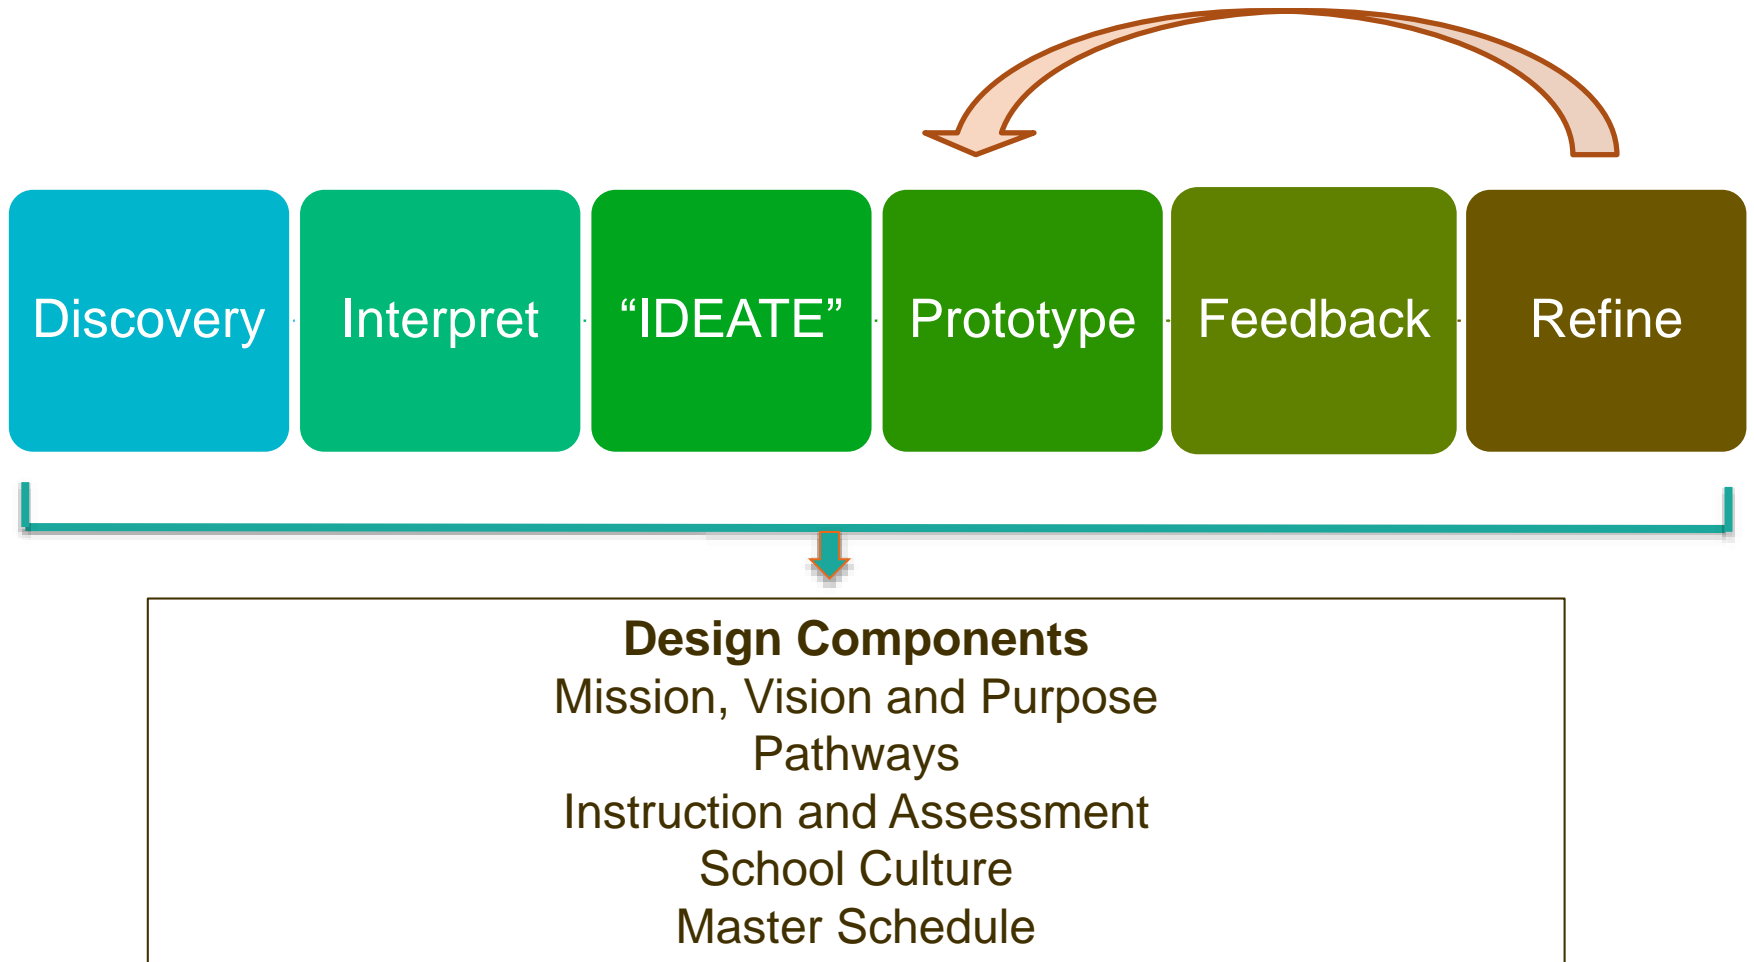 Discovery
Interpret
“IDEATE”
Prototype
Feedback
Refine
Design Components
Mission, Vision and Purpose
Pathways
Instruction and Assessment
School Culture
Master Schedule